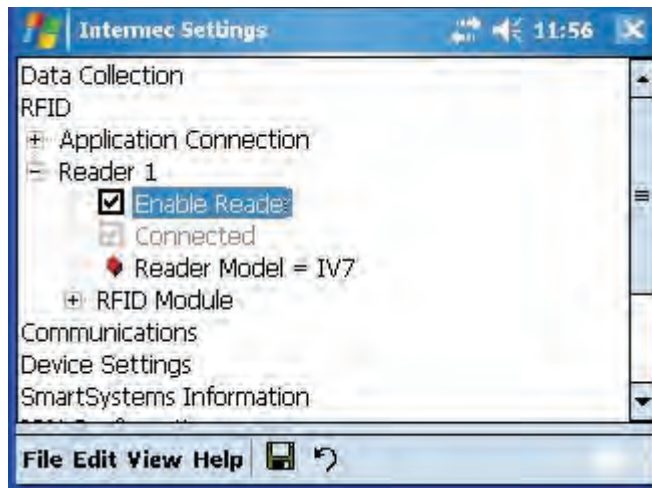 Intermec Settings 11:56
Data Collection
RFID
Application Connection
Reader 1
Enable Reader
Connected
Reader Model = IV7
RFID Module
Communications
Device Settings
SmartSystems Information
File Edit View Help